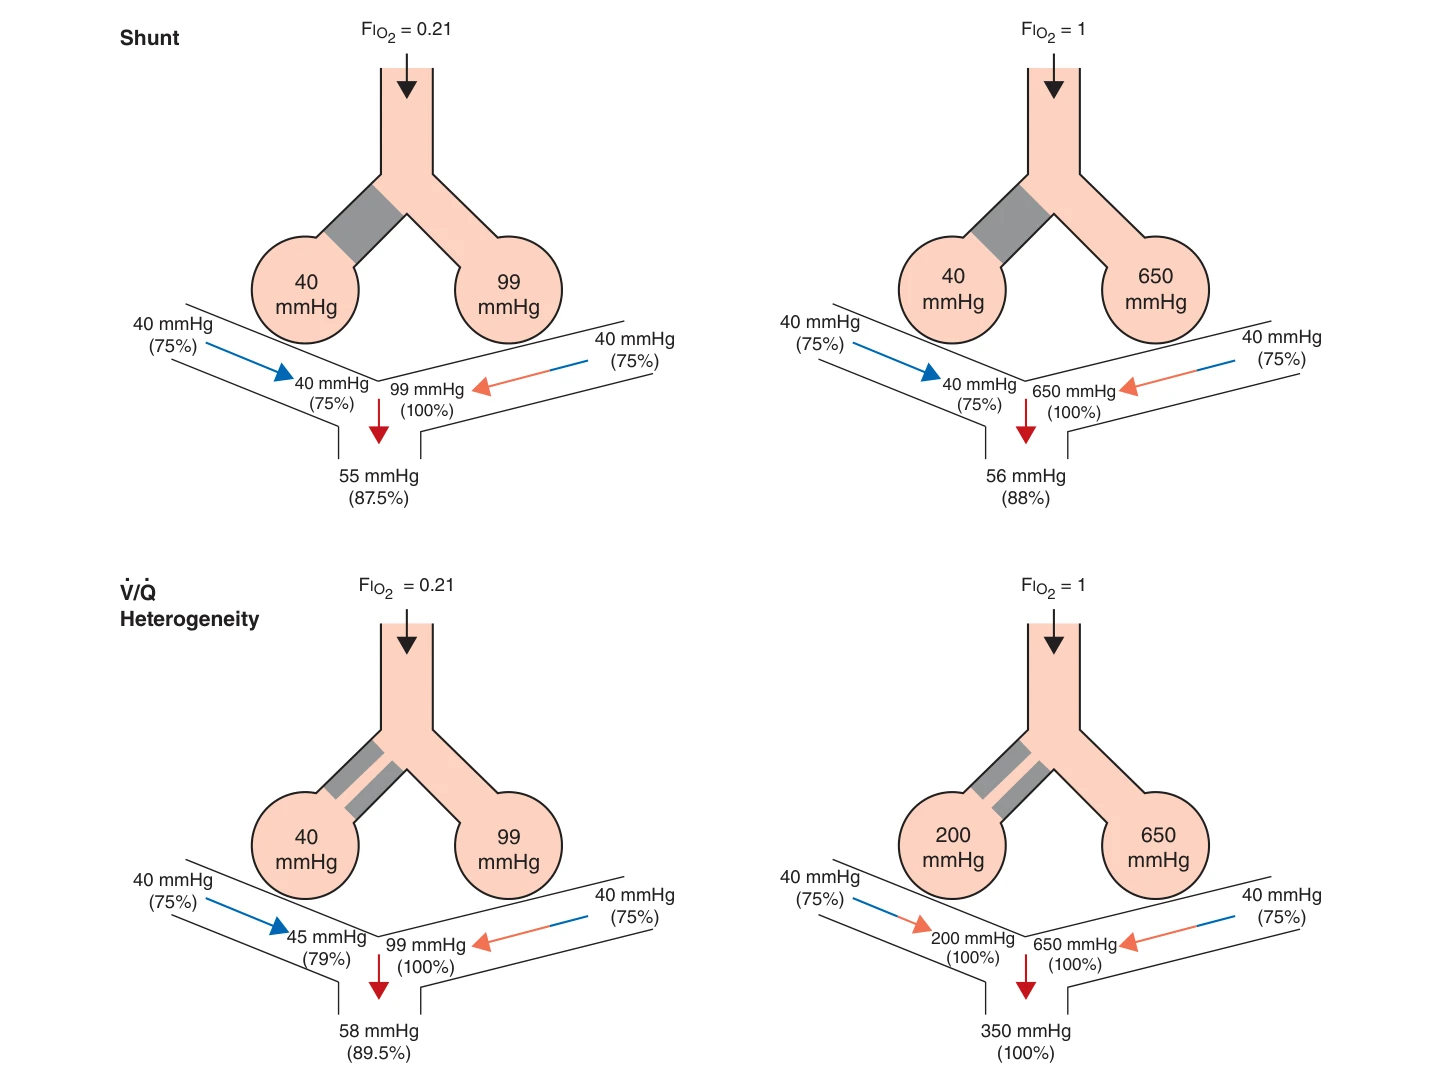 Shunt
FIO2 = 0.21
40
mmHg
99
mmHg
40 mmHg
(75%)
40 mmHg
(75%)
40 mmHg
(75%)
99 mmHg
(100%)
55 mmHg
(87.5%)
FIO2 = 1
40
mmHg
650
mmHg
40 mmHg
(75%)
40 mmHg
(75%)
40 mmHg
(75%)
650 mmHg
(100%)
56 mmHg
(88%)
V̇/Q̇
Heterogeneity
FIO2 = 0.21
40
mmHg
99
mmHg
40 mmHg
(75%)
40 mmHg
(75%)
45 mmHg
(79%)
99 mmHg
(100%)
58 mmHg
(89.5%)
FIO2 = 1
200
mmHg
650
mmHg
40 mmHg
(75%)
40 mmHg
(75%)
200 mmHg
(100%)
650 mmHg
(100%)
350 mmHg
(100%)